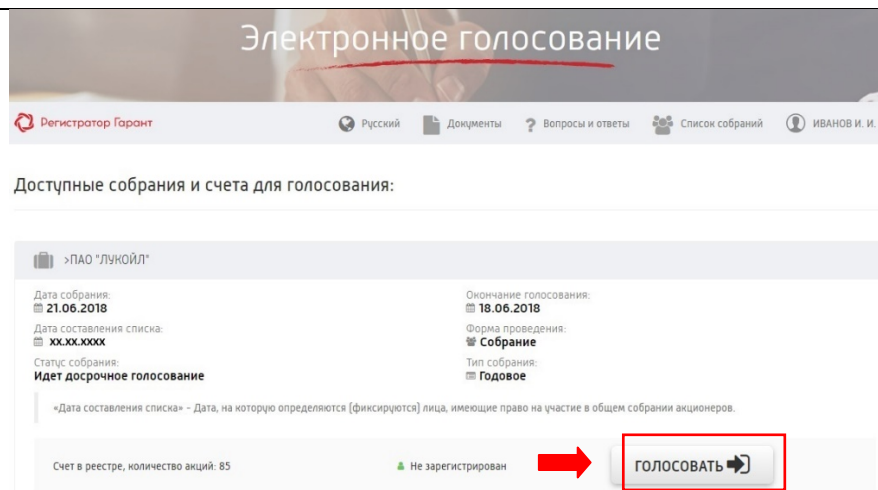 Электронное голосование
Регистратор Гарант
Русский
Документы
Вопросы и ответы
Список собраний
ИВАНОВ И. И.
Доступные собрания и счета для голосования:
>ПАО "ЛУКОЙЛ"
Дата собрания:
21.06.2018
Окончание голосования:
18.06.2018
Дата составления списка:
xx.xx.xxxx
Форма проведения:
Собрание
Статус собрания:
Идет досрочное голосование
Тип собрания:
Годовое
«Дата составления списка» – Дата, на которую определяются (фиксируются) лица, имеющие право на участие в общем собрании акционеров.
Счет в реестре, количество акций: 85
Не зарегистрирован
ГОЛОСОВАТЬ